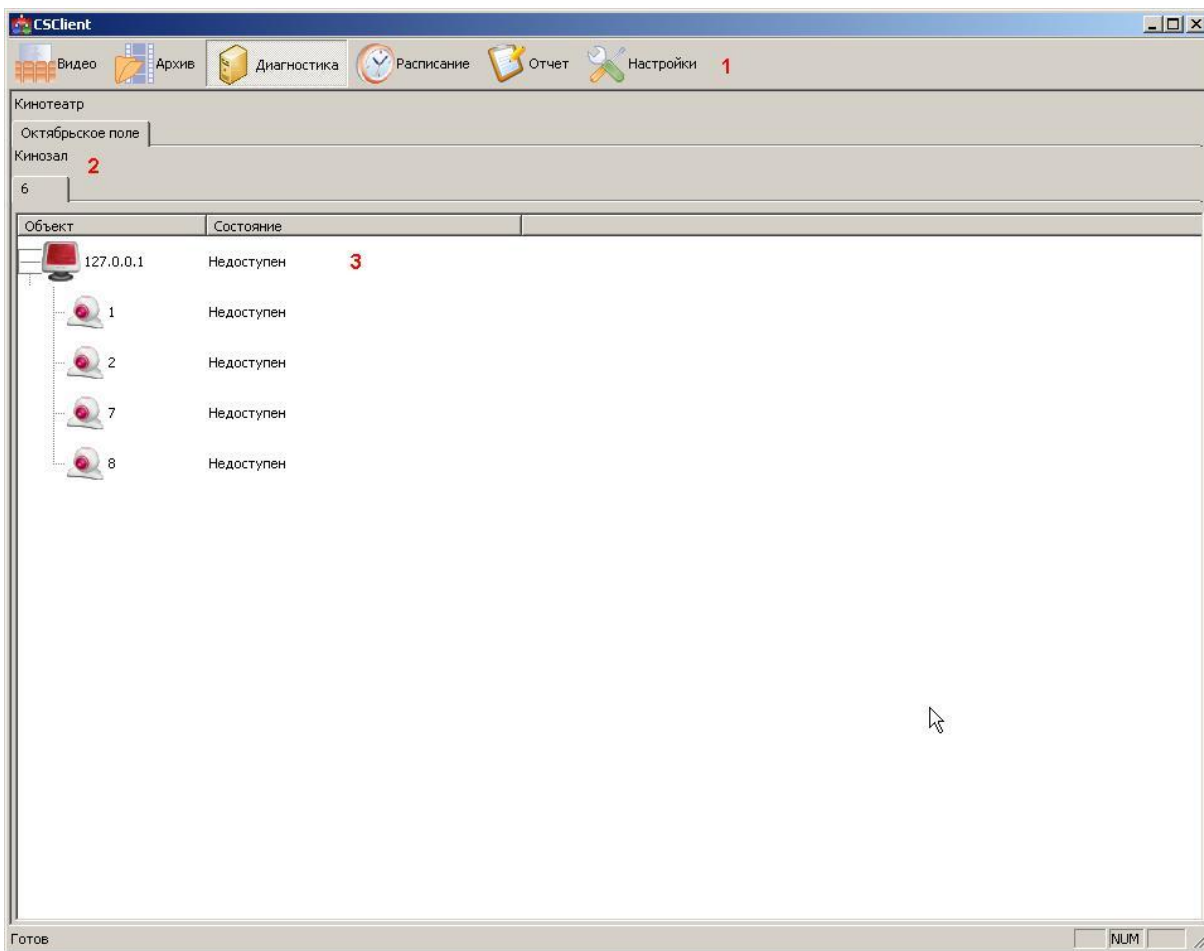 CSClient
Видео Архив Диагностика Расписание Отчет Настройки 1
Кинотеатр
Октябрьское поле
Кинозал 2
6
Объект Состояние
127.0.0.1 Недоступен 3
1 Недоступен
2 Недоступен
7 Недоступен
8 Недоступен
Готов NUM